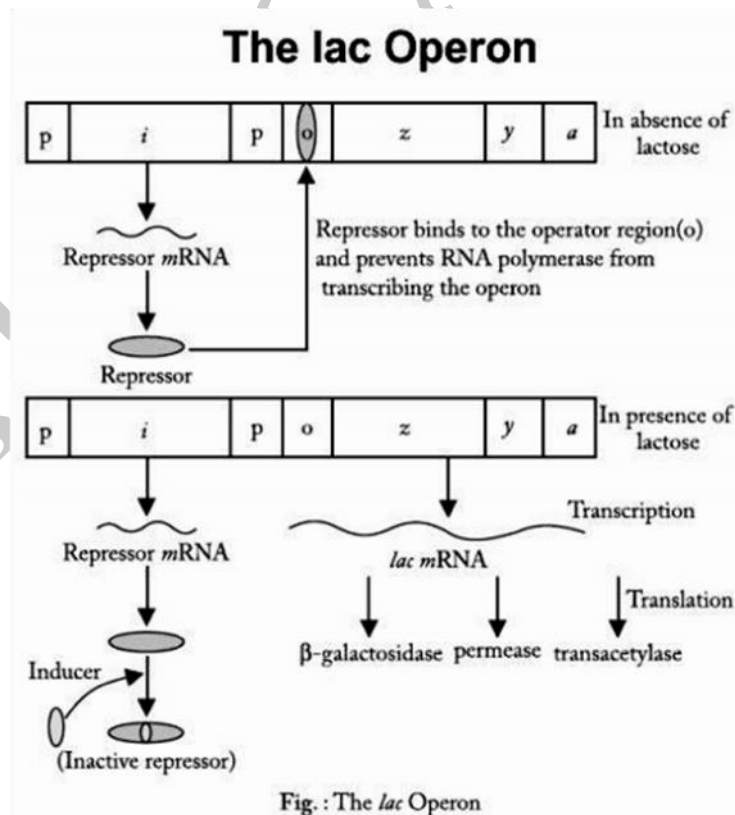 The lac Operon
p i p o z y a
In absence of
lactose
Repressor mRNA
Repressor binds to the operator region(o)
and prevents RNA polymerase from
transcribing the operon
Repressor
p i p o z y a
In presence of
lactose
Transcription
Repressor mRNA
lac mRNA
Translation
β-galactosidase permease transacetylase
Inducer
(Inactive repressor)
Fig. : The lac Operon